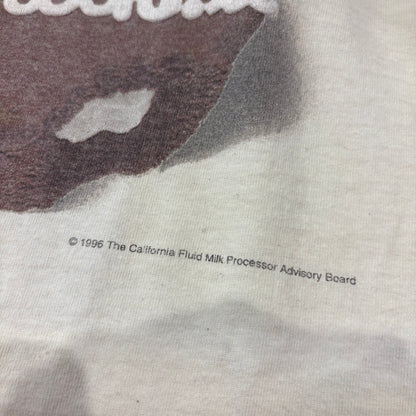 © 1996 The California Fluid Milk Processor Advisory Board